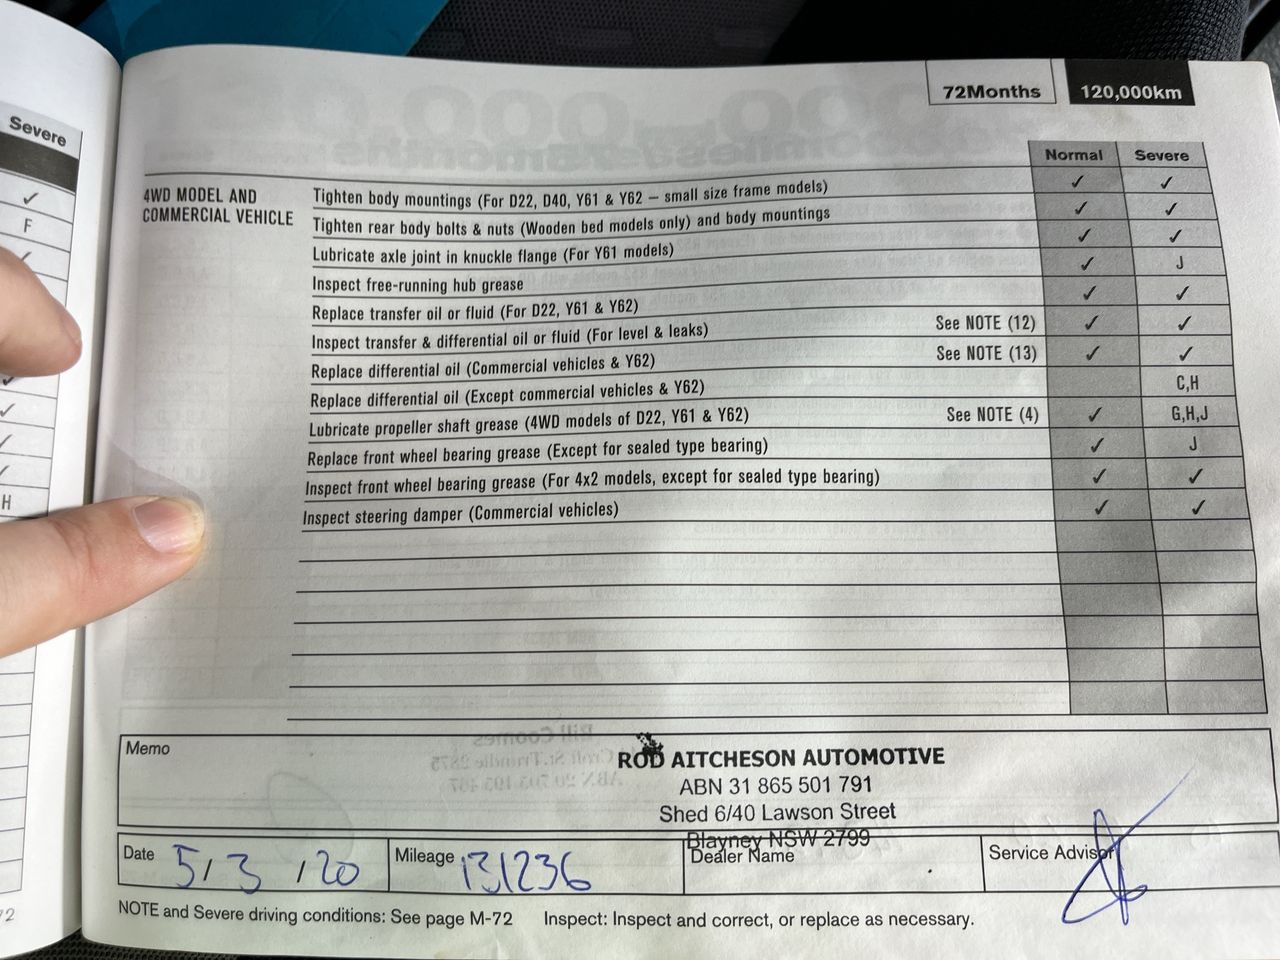 Severe
✓
F
H
72Months 120,000km
Normal Severe
4WD MODEL AND
COMMERCIAL VEHICLE
Tighten body mountings (For D22, D40, Y61 & Y62 – small size frame models) ✓ ✓
Tighten rear body bolts & nuts (Wooden bed models only) and body mountings ✓ ✓
Lubricate axle joint in knuckle flange (For Y61 models) ✓ ✓
Inspect free-running hub grease ✓ J
Replace transfer oil or fluid (For D22, Y61 & Y62) ✓ ✓
Inspect transfer & differential oil or fluid (For level & leaks) See NOTE (12) ✓ ✓
Replace differential oil (Commercial vehicles & Y62) See NOTE (13) ✓ ✓
Replace differential oil (Except commercial vehicles & Y62) C,H
Lubricate propeller shaft grease (4WD models of D22, Y61 & Y62) See NOTE (4) ✓ G,H,J
Replace front wheel bearing grease (Except for sealed type bearing) ✓ J
Inspect front wheel bearing grease (For 4x2 models, except for sealed type bearing) ✓ ✓
Inspect steering damper (Commercial vehicles) ✓ ✓
Memo
ROD AITCHESON AUTOMOTIVE
ABN 31 865 501 791
Shed 6/40 Lawson Street
Blayney NSW 2799
Date 5/3/20 Mileage 131236 Dealer Name Service Advisor
NOTE and Severe driving conditions: See page M-72 Inspect: Inspect and correct, or replace as necessary.